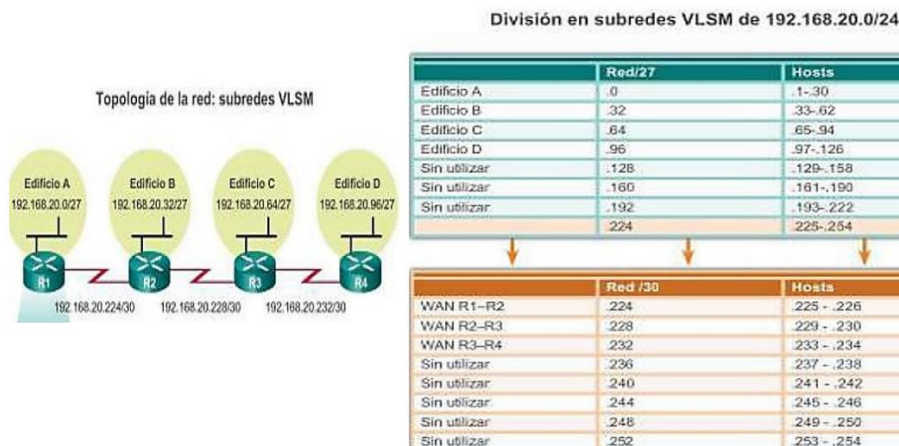 División en subredes VLSM de 192.168.20.0/24
Topología de la red: subredes VLSM
Edificio A
192.168.20.0/27
Edificio B
192.168.20.32/27
Edificio C
192.168.20.64/27
Edificio D
192.168.20.96/27
R1
R2
R3
R4
192.168.20.224/30
192.168.20.228/30
192.168.20.232/30
Red/27 Hosts
Edificio A .0 .1-.30
Edificio B .32 .33-.62
Edificio C .64 .65-.94
Edificio D .96 .97-.126
Sin utilizar .128 .129-.158
Sin utilizar .160 .161-.190
Sin utilizar .192 .193-.222
.224 .225-.254
Red /30 Hosts
WAN R1–R2 .224 .225 - .226
WAN R2–R3 .228 .229 - .230
WAN R3–R4 .232 .233 - .234
Sin utilizar .236 .237 - .238
Sin utilizar .240 .241 - .242
Sin utilizar .244 .245 - .246
Sin utilizar .248 .249 - .250
Sin utilizar .252 .253 - .254